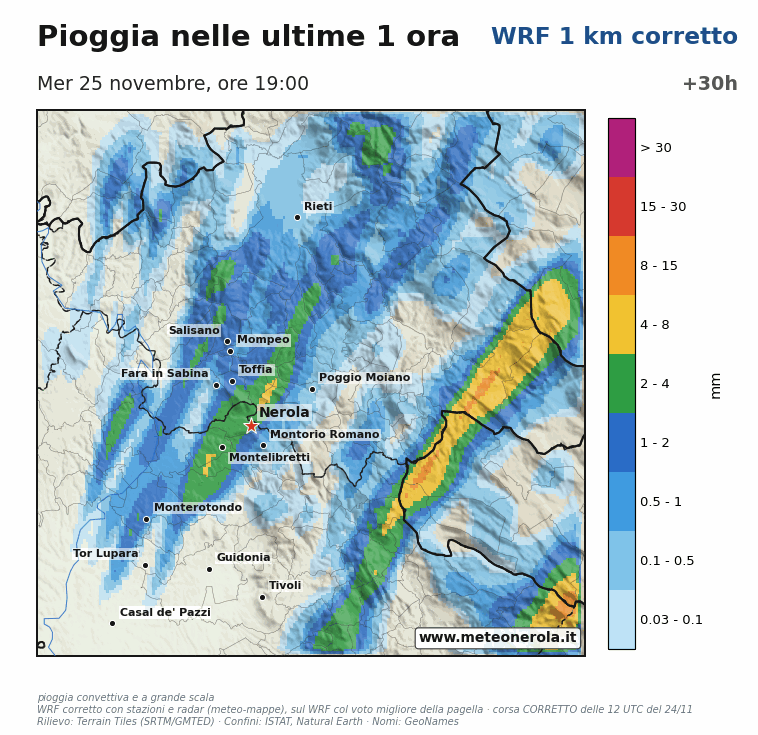 Pioggia nelle ultime 1 ora
WRF 1 km corretto
Mer 25 novembre, ore 19:00
+30h
> 30
15 - 30
8 - 15
4 - 8
2 - 4
1 - 2
0.5 - 1
0.1 - 0.5
0.03 - 0.1
mm
Rieti
Salisano
Mompeo
Fara in Sabina
Toffia
Poggio Moiano
Nerola
Montorio Romano
Montelibretti
Monterotondo
Tor Lupara
Guidonia
Tivoli
Casal de' Pazzi
www.meteonerola.it
pioggia convettiva e a grande scala
WRF corretto con stazioni e radar (meteo-mappe), sul WRF col voto migliore della pagella · corsa CORRETTO delle 12 UTC del 24/11
Rilievo: Terrain Tiles (SRTM/GMTED) · Confini: ISTAT, Natural Earth · Nomi: GeoNames